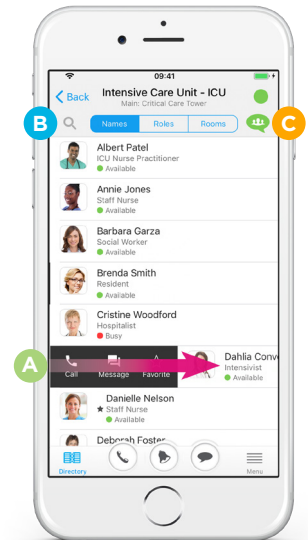 09:41
Back
Intensive Care Unit - ICU
Main: Critical Care Tower
B
Names Roles Rooms
C
Albert Patel
ICU Nurse Practitioner
Available
Annie Jones
Staff Nurse
Available
Barbara Garza
Social Worker
Available
Brenda Smith
Resident
Available
Cristine Woodford
Hospitalist
Busy
A
Call Message Favorite
Dahlia Conv
Intensivist
Available
Danielle Nelson
Staff Nurse
Available
Deborah Foster
Directory
Menu